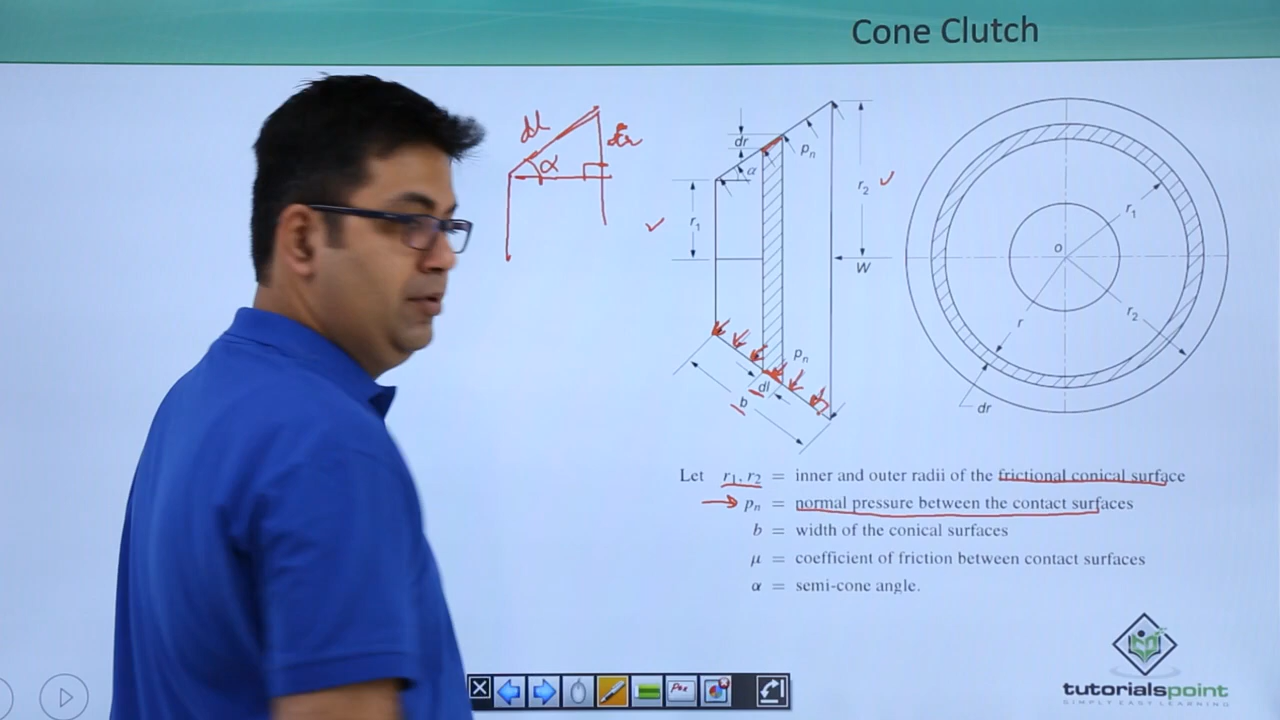 Cone Clutch
dl
α
dr
dr
α
pn
r1
r2
W
pn
dl
b
o
r1
r2
r
dr
Let r1, r2 = inner and outer radii of the frictional conical surface
pn = normal pressure between the contact surfaces
b = width of the conical surfaces
μ = coefficient of friction between contact surfaces
α = semi-cone angle.
tutorialspoint
SIMPLY EASY LEARNING